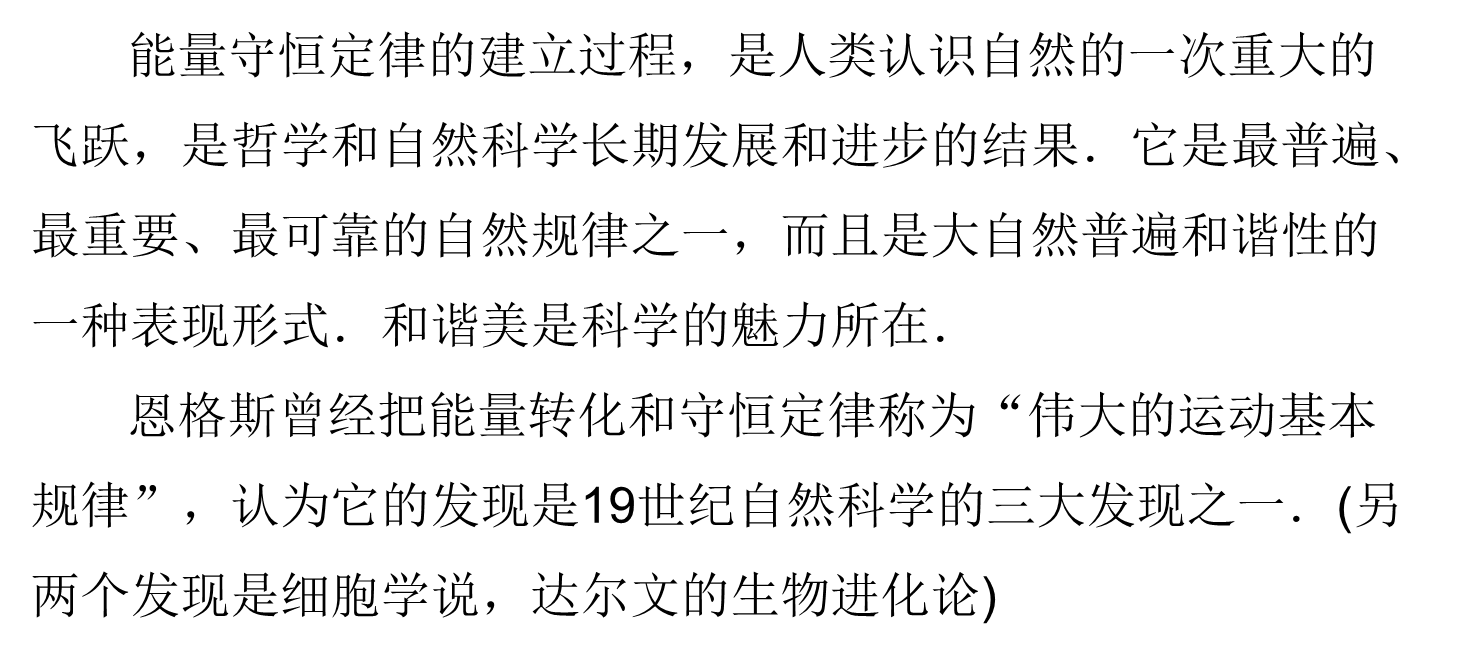 能量守恒定律的建立过程，是人类认识自然的一次重大的
飞跃，是哲学和自然科学长期发展和进步的结果．它是最普遍、
最重要、最可靠的自然规律之一，而且是大自然普遍和谐性的
一种表现形式．和谐美是科学的魅力所在．
恩格斯曾经把能量转化和守恒定律称为“伟大的运动基本
规律”，认为它的发现是19世纪自然科学的三大发现之一．(另
两个发现是细胞学说，达尔文的生物进化论)